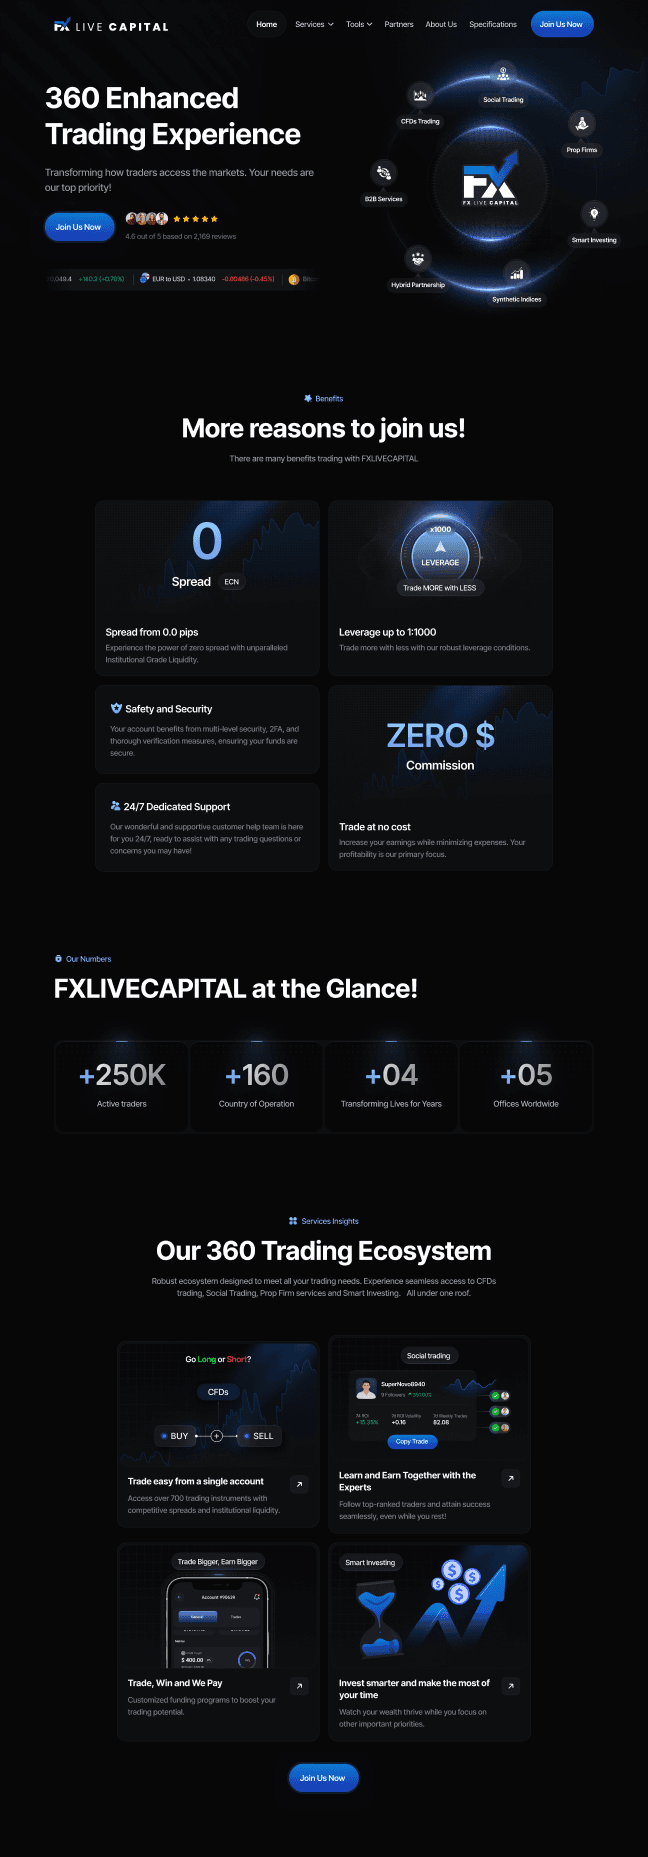 FX LIVE CAPITAL
Home
Services
Tools
Partners
About Us
Specifications
Join Us Now
360 Enhanced
Trading Experience
Transforming how traders access the markets. Your needs are
our top priority!
Join Us Now
4.6 out of 5 based on 2,169 reviews
EUR to USD • 1.08340 -0.00486 (-0.45%)
Social Trading
CFDs Trading
Prop Firms
B2B Services
Smart Investing
Hybrid Partnership
Synthetic Indices
FX
FX LIVE CAPITAL
Benefits
More reasons to join us!
There are many benefits trading with FXLIVECAPITAL
0
Spread ECN
Spread from 0.0 pips
Experience the power of zero spread with unparalleled
Institutional Grade Liquidity.
x1000
LEVERAGE
Trade MORE with LESS
Leverage up to 1:1000
Trade more with less with our robust leverage conditions.
Safety and Security
Your account benefits from multi-level security, 2FA, and
thorough verification measures, ensuring your funds are
secure.
24/7 Dedicated Support
Our wonderful and supportive customer help team is here
for you 24/7, ready to assist with any trading questions or
concerns you may have!
ZERO $
Commission
Trade at no cost
Increase your earnings while minimizing expenses. Your
profitability is our primary focus.
Our Numbers
FXLIVECAPITAL at the Glance!
+250K
Active traders
+160
Country of Operation
+04
Transforming Lives for Years
+05
Offices Worldwide
Services Insights
Our 360 Trading Ecosystem
Robust ecosystem designed to meet all your trading needs. Experience seamless access to CFDs
trading, Social Trading, Prop Firm services and Smart Investing. All under one roof.
Go Long or Short?
CFDs
BUY
SELL
Trade easy from a single account
Access over 700 trading instruments with
competitive spreads and institutional liquidity.
Social trading
SuperNovo8940
+15.25%
+0.16
82.08
Copy Trade
Learn and Earn Together with the
Experts
Follow top-ranked traders and attain success
seamlessly, even while you rest!
Trade Bigger, Earn Bigger
Account #90639
$ 400.00
Trade, Win and We Pay
Customized funding programs to boost your
trading potential.
Smart Investing
Invest smarter and make the most of
your time
Watch your wealth thrive while you focus on
other important priorities.
Join Us Now